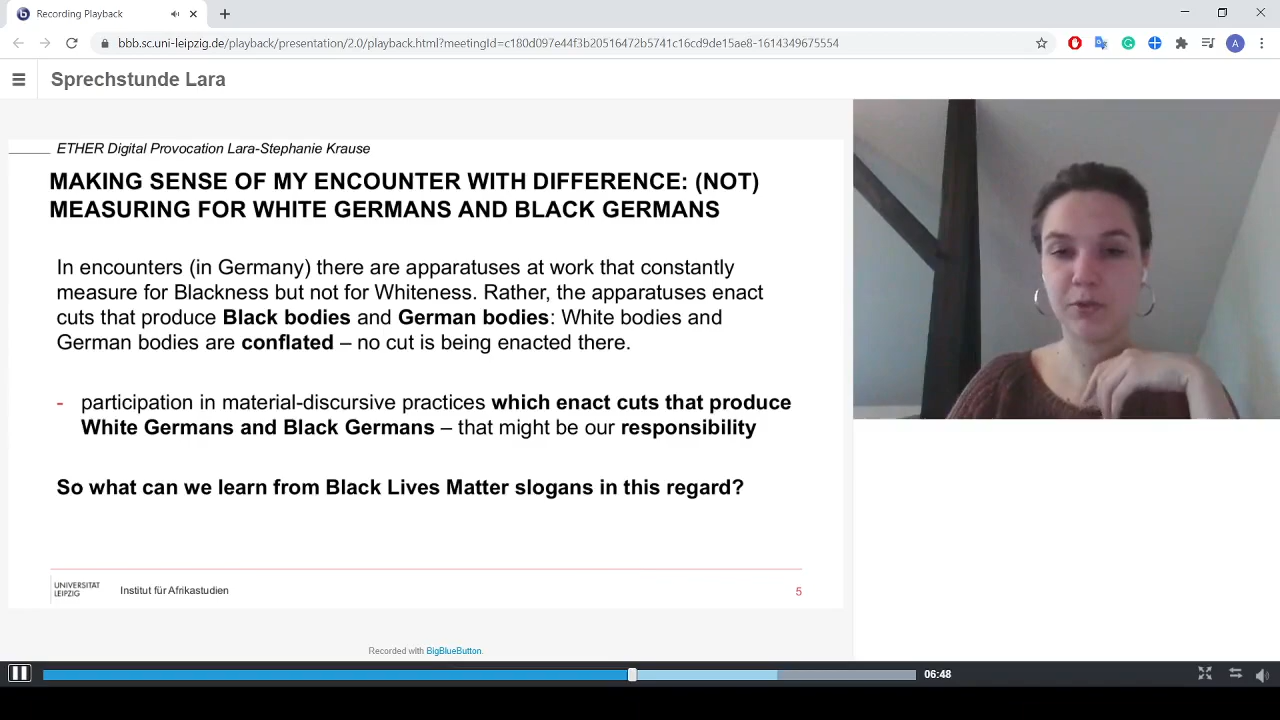 Recording Playback
bbb.sc.uni-leipzig.de/playback/presentation/2.0/playback.html?meetingId=c180d097e44f3b20516472b5741c16cd9de15ae8-1614349675554
A
Sprechstunde Lara
ETHER Digital Provocation Lara-Stephanie Krause
MAKING SENSE OF MY ENCOUNTER WITH DIFFERENCE: (NOT)
MEASURING FOR WHITE GERMANS AND BLACK GERMANS
In encounters (in Germany) there are apparatuses at work that constantly
measure for Blackness but not for Whiteness. Rather, the apparatuses enact
cuts that produce Black bodies and German bodies: White bodies and
German bodies are conflated – no cut is being enacted there.
- participation in material-discursive practices which enact cuts that produce
White Germans and Black Germans – that might be our responsibility
So what can we learn from Black Lives Matter slogans in this regard?
UNIVERSITÄT
LEIPZIG
Institut für Afrikastudien
5
Recorded with BigBlueButton.
06:48